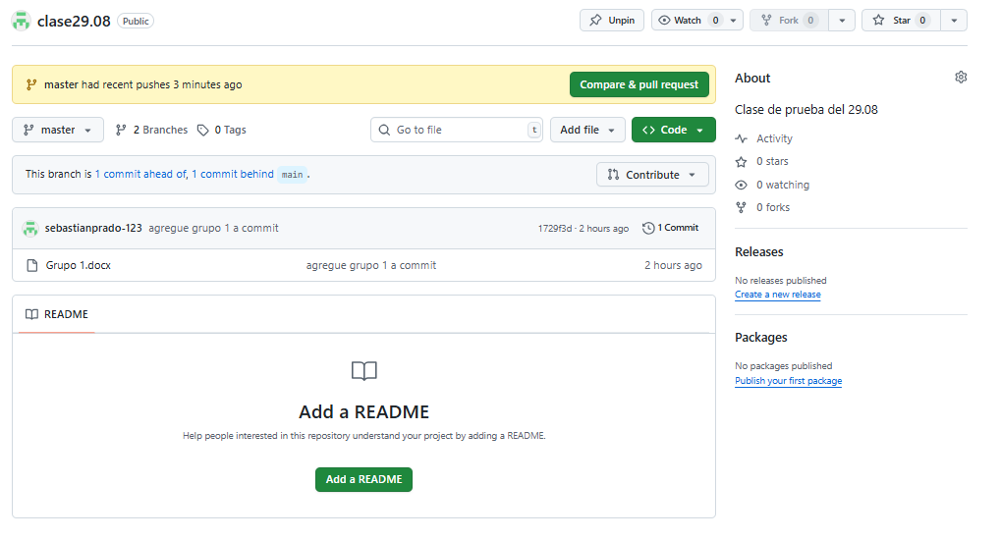 clase29.08 Public Unpin Watch 0 Fork 0 Star 0
master had recent pushes 3 minutes ago Compare & pull request
master 2 Branches 0 Tags Go to file t Add file <> Code
This branch is 1 commit ahead of, 1 commit behind main .
Contribute
sebastianprado-123 agregue grupo 1 a commit 1729f3d · 2 hours ago 1 Commit
Grupo 1.docx agregue grupo 1 a commit 2 hours ago
README
Add a README
Help people interested in this repository understand your project by adding a README.
Add a README
About
Clase de prueba del 29.08
Activity
0 stars
0 watching
0 forks
Releases
No releases published
Create a new release
Packages
No packages published
Publish your first package